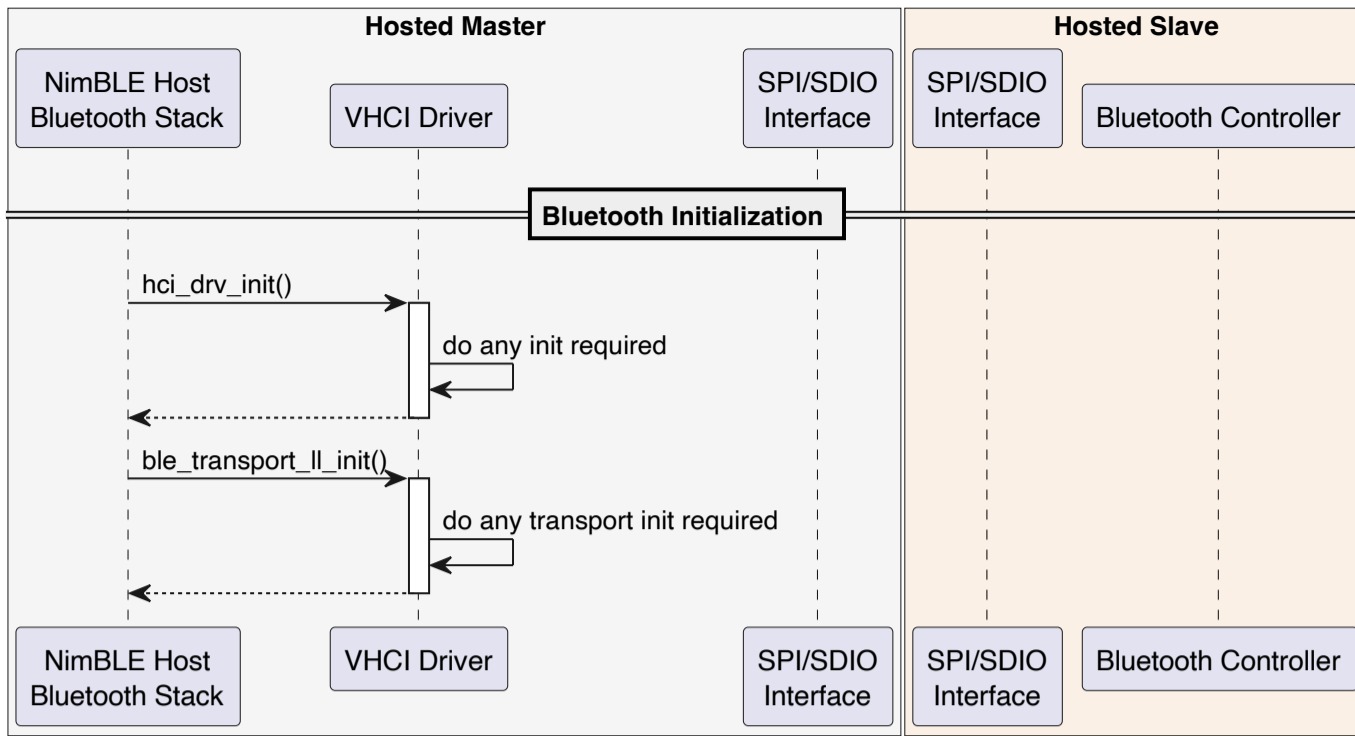 Hosted Master
Hosted Slave
NimBLE Host
Bluetooth Stack
VHCI Driver
SPI/SDIO
Interface
SPI/SDIO
Interface
Bluetooth Controller
Bluetooth Initialization
hci_drv_init()
do any init required
ble_transport_ll_init()
do any transport init required
NimBLE Host
Bluetooth Stack
VHCI Driver
SPI/SDIO
Interface
SPI/SDIO
Interface
Bluetooth Controller